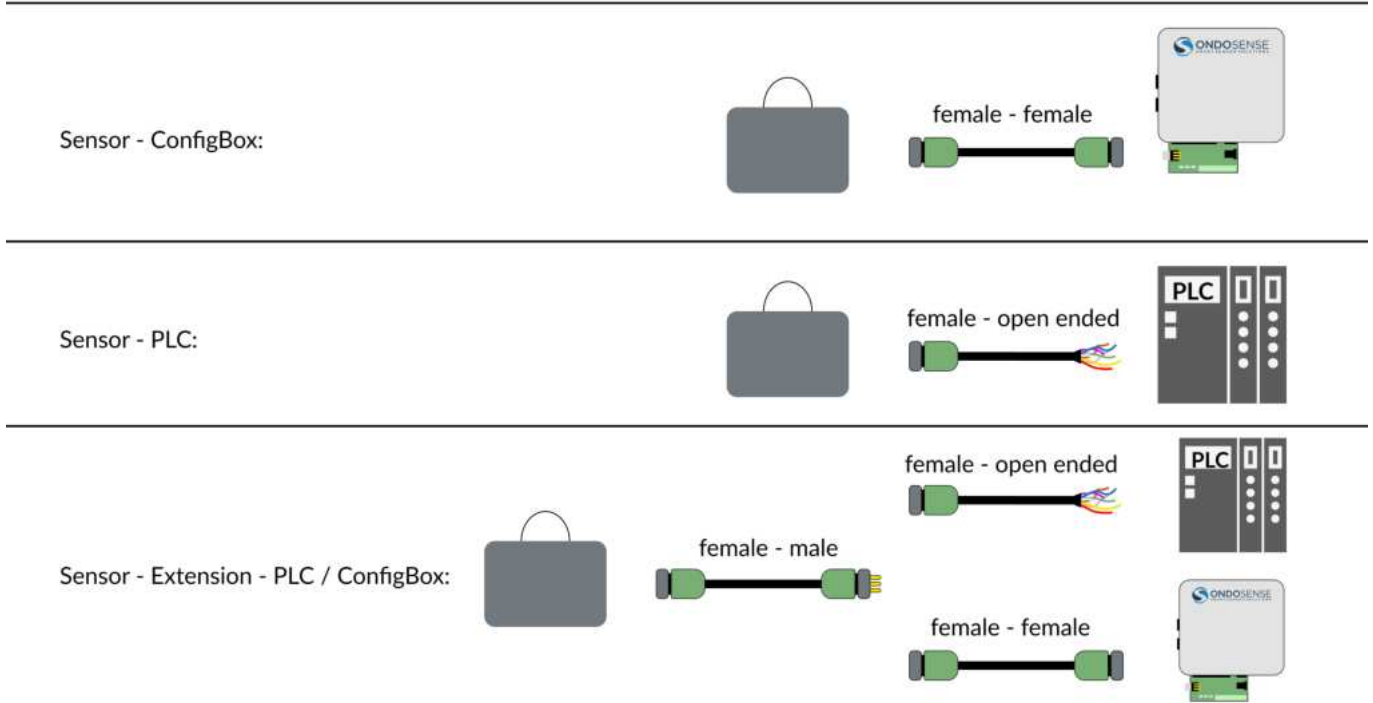 ONDOSENSE
female - female
Sensor - ConfigBox:
PLC
female - open ended
Sensor - PLC:
female - open ended
PLC
female - male
Sensor - Extension - PLC / ConfigBox:
ONDOSENSE
female - female